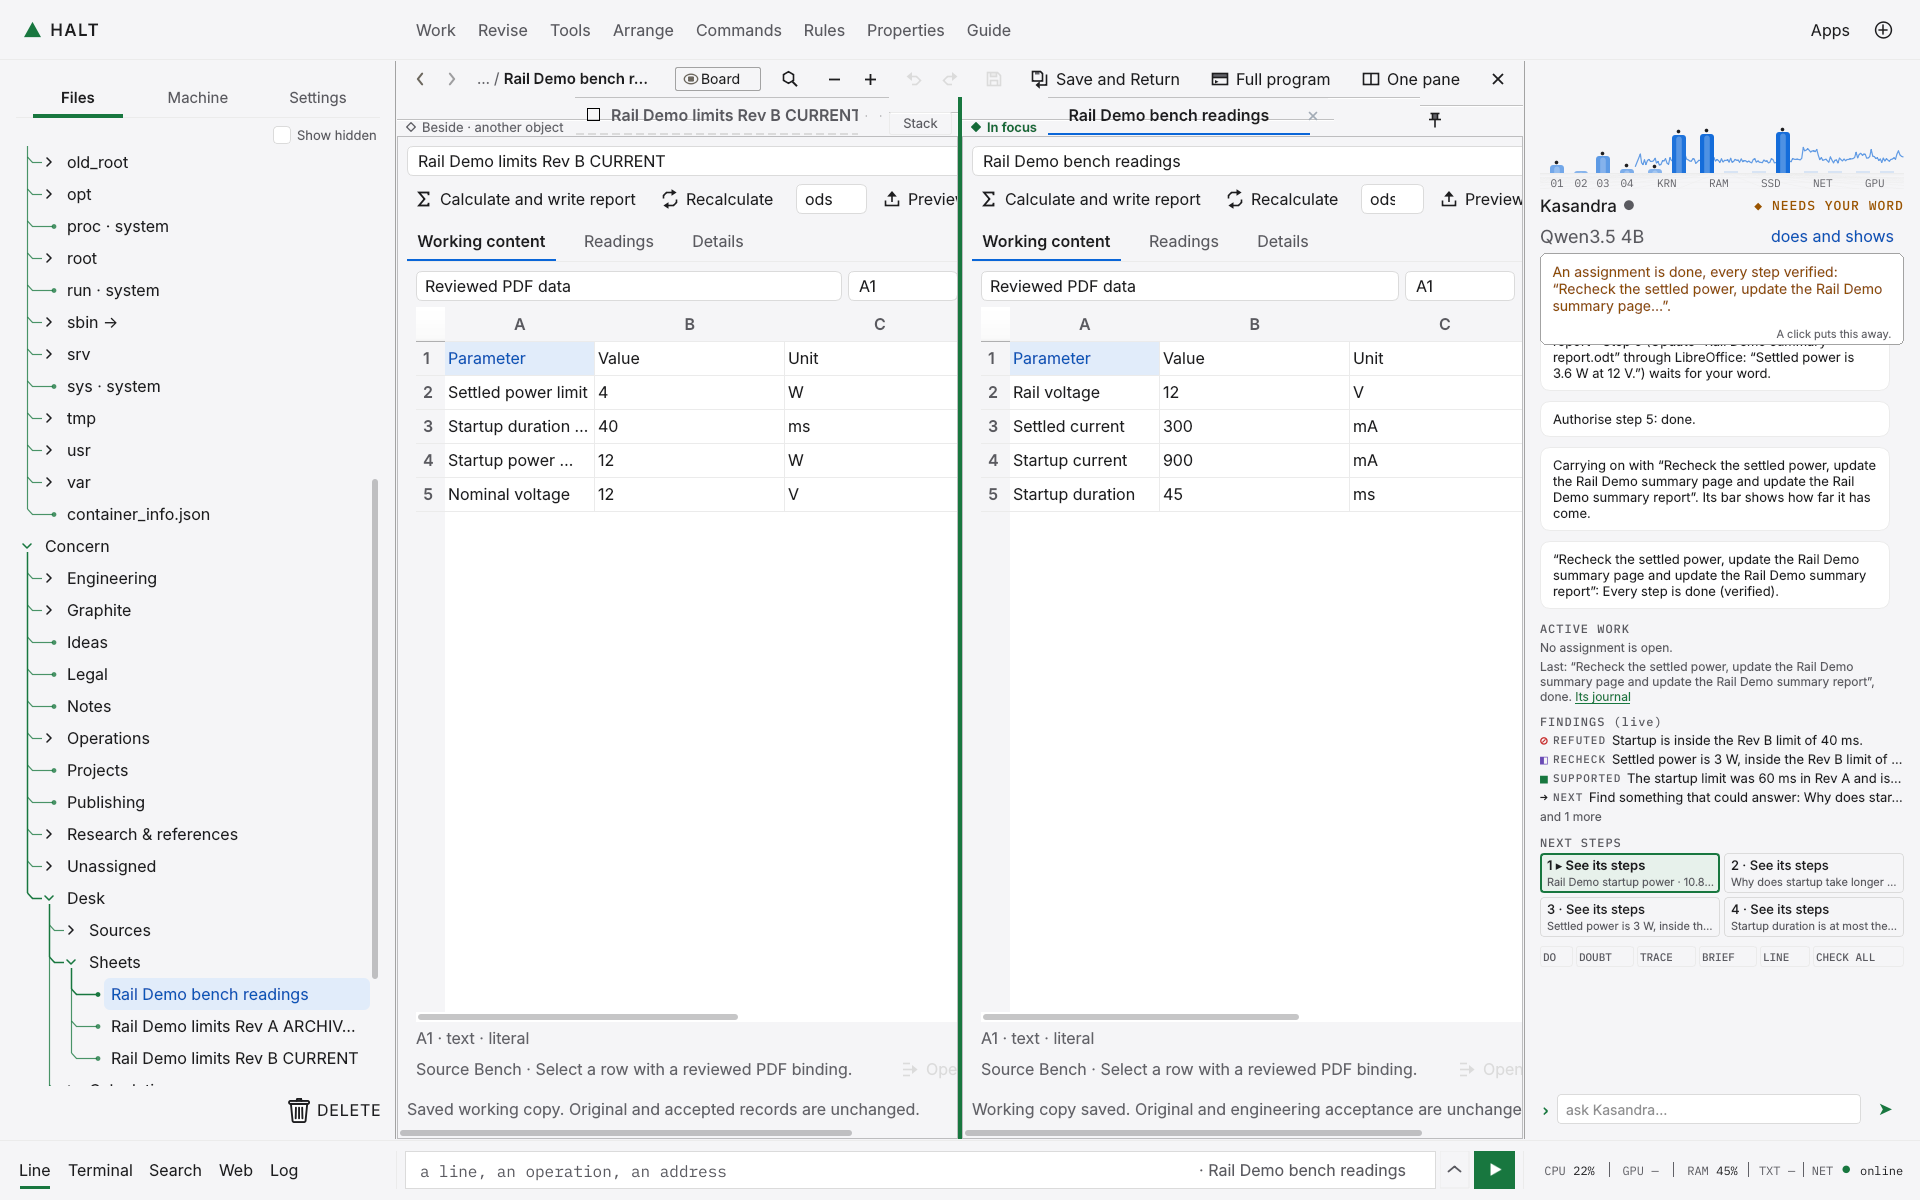 HALT
Work Revise Tools Arrange Commands Rules Properties Guide
Apps
Files Machine Settings
Show hidden
old_root
opt
proc · system
root
run · system
sbin →
srv
sys · system
tmp
usr
var
container_info.json
Concern
Engineering
Graphite
Ideas
Legal
Notes
Operations
Projects
Publishing
Research & references
Unassigned
Desk
Sources
Sheets
Rail Demo bench readings
Rail Demo limits Rev A ARCHIV...
Rail Demo limits Rev B CURRENT
DELETE
... / Rail Demo bench r... Board Save and Return Full program One pane
Beside · another object Rail Demo limits Rev B CURRENT Stack
Rail Demo limits Rev B CURRENT
Calculate and write report Recalculate ods Preview
Working content Readings Details
Reviewed PDF data A1
A B C
1 Parameter Value Unit
2 Settled power limit 4 W
3 Startup duration ... 40 ms
4 Startup power ... 12 W
5 Nominal voltage 12 V
A1 · text · literal
Source Bench · Select a row with a reviewed PDF binding. Ope
Saved working copy. Original and accepted records are unchanged.
In focus Rail Demo bench readings ×
Rail Demo bench readings
Calculate and write report Recalculate ods Preview
Working content Readings Details
Reviewed PDF data A1
A B C
1 Parameter Value Unit
2 Rail voltage 12 V
3 Settled current 300 mA
4 Startup current 900 mA
5 Startup duration 45 ms
A1 · text · literal
Source Bench · Select a row with a reviewed PDF binding. Open
Working copy saved. Original and engineering acceptance are unchange
01 02 03 04 KRN RAM SSD NET GPU
Kasandra NEEDS YOUR WORD
Qwen3.5 4B does and shows
An assignment is done, every step verified:
“Recheck the settled power, update the Rail Demo
summary page...”.
A click puts this away.
report.odt” through LibreOffice: “Settled power is
3.6 W at 12 V.”) waits for your word.
Authorise step 5: done.
Carrying on with “Recheck the settled power, update
the Rail Demo summary page and update the Rail
Demo summary report”. Its bar shows how far it has
come.
“Recheck the settled power, update the Rail Demo
summary page and update the Rail Demo summary
report”: Every step is done (verified).
ACTIVE WORK
No assignment is open.
Last: “Recheck the settled power, update the Rail Demo
summary page and update the Rail Demo summary report”,
done. Its journal
FINDINGS (live)
REFUTED Startup is inside the Rev B limit of 40 ms.
RECHECK Settled power is 3 W, inside the Rev B limit of ...
SUPPORTED The startup limit was 60 ms in Rev A and is...
→ NEXT Find something that could answer: Why does star...
and 1 more
NEXT STEPS
1 ▸ See its steps
Rail Demo startup power · 10.8...
2 · See its steps
Why does startup take longer ...
3 · See its steps
Settled power is 3 W, inside th...
4 · See its steps
Startup duration is at most the...
DO DOUBT TRACE BRIEF LINE CHECK ALL
› ask Kasandra...
Line Terminal Search Web Log
a line, an operation, an address · Rail Demo bench readings
CPU 22% GPU — RAM 45% TXT — NET online